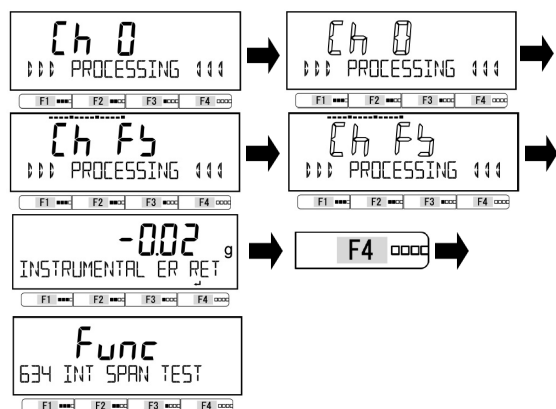 Ch 0
PROCESSING
F1 F2 F3 F4
Ch 0
PROCESSING
F1 F2 F3 F4
Ch FS
PROCESSING
F1 F2 F3 F4
Ch FS
PROCESSING
F1 F2 F3 F4
-0.02 g
INSTRUMENTAL ER RET
F1 F2 F3 F4
F4
Func
634 INT SPAN TEST
F1 F2 F3 F4